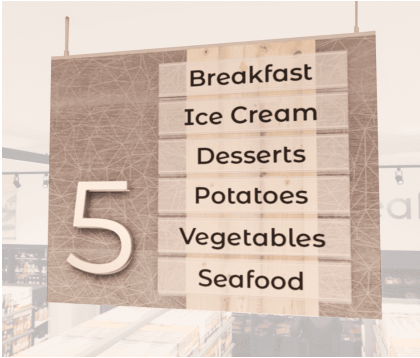 5
Breakfast
Ice Cream
Desserts
Potatoes
Vegetables
Seafood